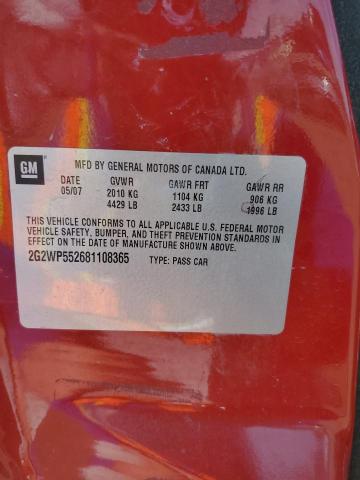 GM
MFD BY GENERAL MOTORS OF CANADA LTD.
DATE GVWR GAWR FRT GAWR RR
05/07 2010 KG 1104 KG 906 KG
4429 LB 2433 LB 1996 LB
THIS VEHICLE CONFORMS TO ALL APPLICABLE U.S. FEDERAL MOTOR
VEHICLE SAFETY, BUMPER, AND THEFT PREVENTION STANDARDS IN
EFFECT ON THE DATE OF MANUFACTURE SHOWN ABOVE.
2G2WP552681108365 TYPE: PASS CAR